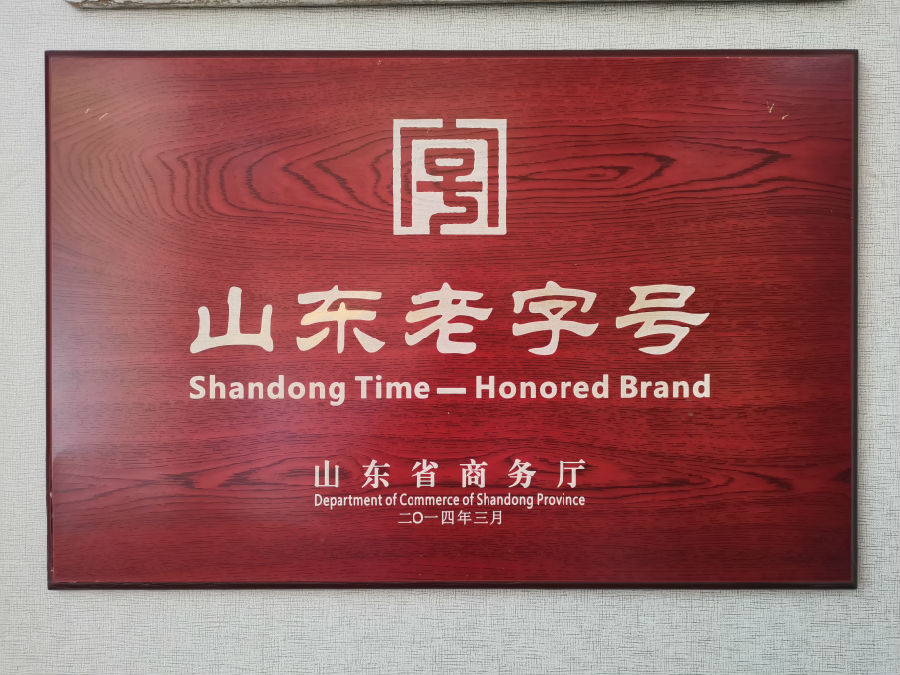 山东老字号
Shandong Time — Honored Brand
山东省商务厅
Department of Commerce of Shandong Province
二〇一四年三月